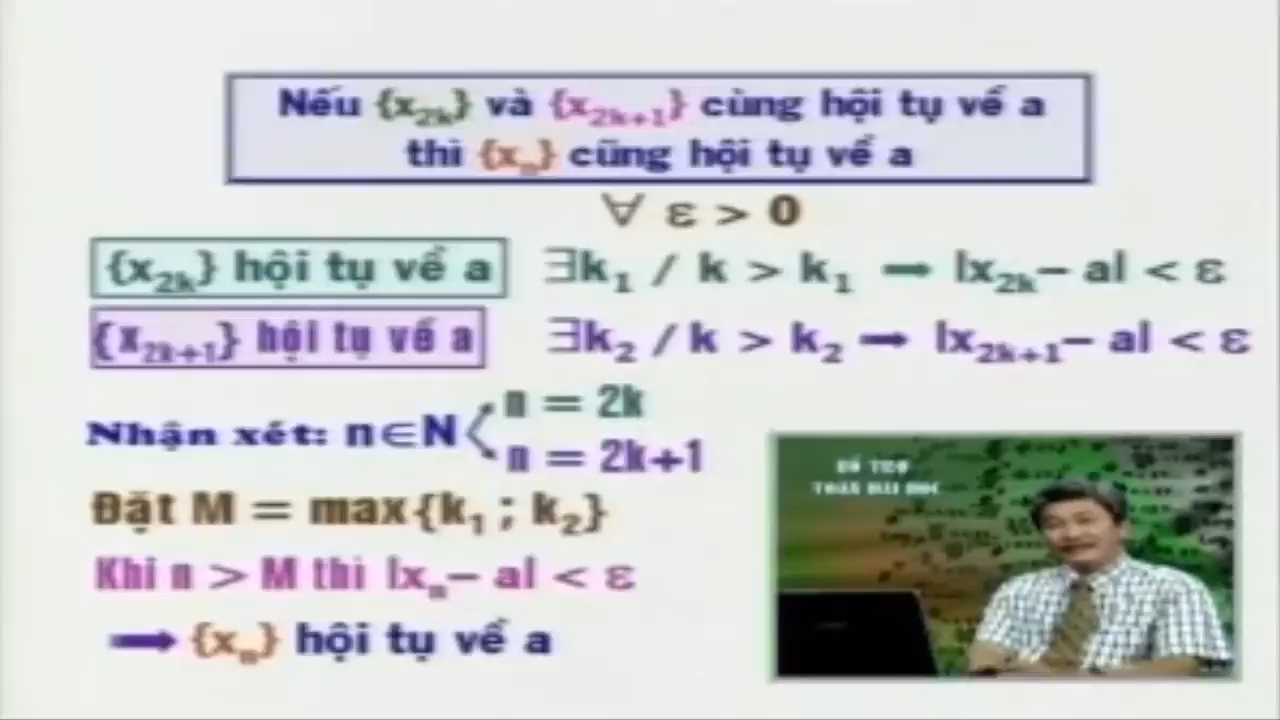 Nếu {x2k} và {x2k+1} cùng hội tụ về a
thì {xn} cũng hội tụ về a
∀ ε > 0
{x2k} hội tụ về a ∃k1 / k > k1 ➡ |x2k− a| < ε
{x2k+1} hội tụ về a ∃k2 / k > k2 ➡ |x2k+1− a| < ε
n = 2k
Nhận xét: n∈N
n = 2k+1
Đặt M = max{k1 ; k2}
Khi n > M thì |xn− a| < ε
➡ {xn} hội tụ về a